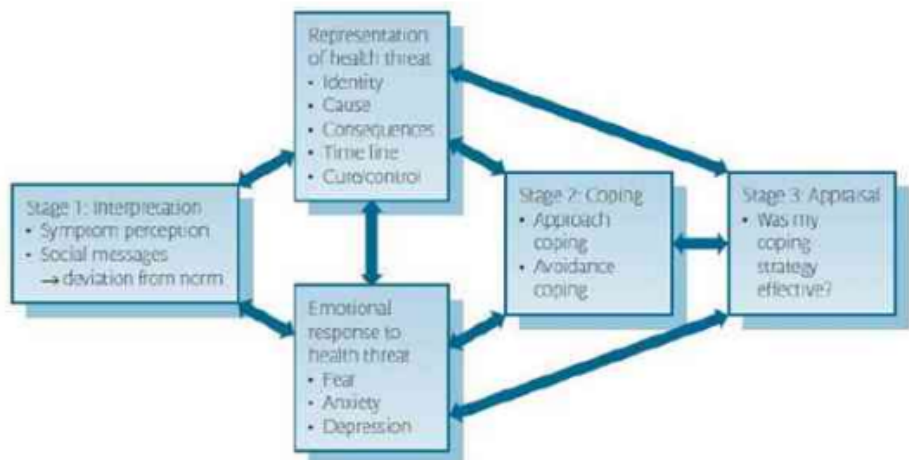 Representation
of health threat
• Identity
• Cause
• Consequences
• Time line
• Cure/control
Stage 1: Interpretation
• Symptom perception
• Social messages
→ deviation from norm
Stage 2: Coping
• Approach
coping
• Avoidance
coping
Stage 3: Appraisal
• Was my
coping
strategy
effective?
Emotional
response to
health threat
• Fear
• Anxiety
• Depression